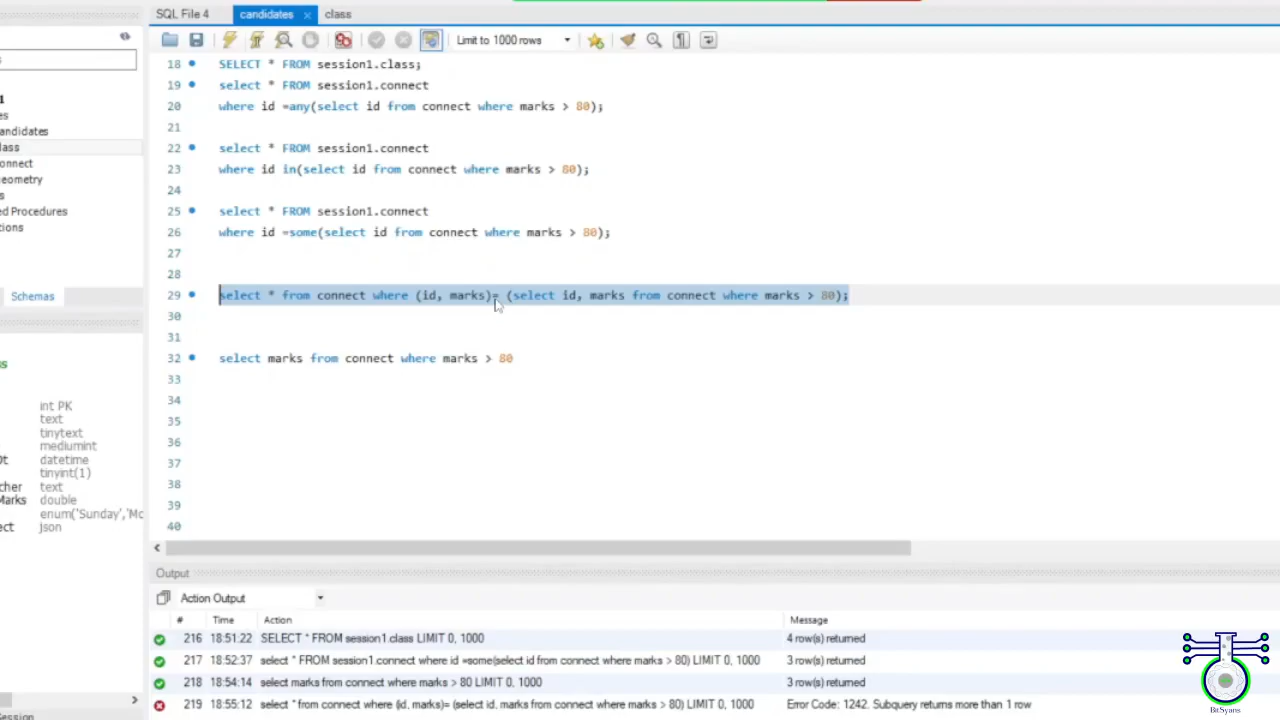 SQL File 4 candidates × class
Limit to 1000 rows
18 SELECT * FROM session1.class;
19 select * FROM session1.connect
20 where id =any(select id from connect where marks > 80);
21
22 select * FROM session1.connect
23 where id in(select id from connect where marks > 80);
24
25 select * FROM session1.connect
26 where id =some(select id from connect where marks > 80);
27
28
29 select * from connect where (id, marks)= (select id, marks from connect where marks > 80);
30
31
32 select marks from connect where marks > 80
33
34
35
36
37
38
39
40
s
1
es
andidates
lass
onnect
eometry
s
ed Procedures
tions
Schemas
s
int PK
text
tinytext
mediumint
Dt datetime
tinyint(1)
cher text
Marks double
enum('Sunday','Mc
ect json
Session
Output
Action Output
# Time Action Message
216 18:51:22 SELECT * FROM session1.class LIMIT 0, 1000 4 row(s) returned
217 18:52:37 select * FROM session1.connect where id =some(select id from connect where marks > 80) LIMIT 0, 1000 3 row(s) returned
218 18:54:14 select marks from connect where marks > 80 LIMIT 0, 1000 3 row(s) returned
219 18:55:12 select * from connect where (id, marks)= (select id, marks from connect where marks > 80) LIMIT 0, 1000 Error Code: 1242. Subquery returns more than 1 row
BitSyans